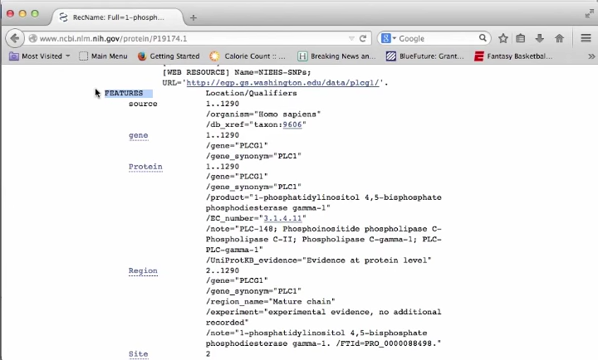 RecName: Full=1-phosph...
www.ncbi.nlm.nih.gov/protein/P19174.1
Google
Most Visited
Main Menu
Getting Started
Calorie Count :: ...
Breaking News an...
BlueFuture: Grant...
Fantasy Basketbal...
[WEB RESOURCE] Name=NIEHS-SNPs;
URL='http://egp.gs.washington.edu/data/plcg1/'.
FEATURES Location/Qualifiers
source 1..1290
/organism="Homo sapiens"
/db_xref="taxon:9606"
gene 1..1290
/gene="PLCG1"
/gene_synonym="PLC1"
Protein 1..1290
/gene="PLCG1"
/gene_synonym="PLC1"
/product="1-phosphatidylinositol 4,5-bisphosphate
phosphodiesterase gamma-1"
/EC_number="3.1.4.11"
/note="PLC-148; Phosphoinositide phospholipase C-
Phospholipase C-II; Phospholipase C-gamma-1; PLC-
PLC-gamma-1"
/UniProtKB_evidence="Evidence at protein level"
Region 2..1290
/gene="PLCG1"
/gene_synonym="PLC1"
/region_name="Mature chain"
/experiment="experimental evidence, no additional
recorded"
/note="1-phosphatidylinositol 4,5-bisphosphate
phosphodiesterase gamma-1. /FTId=PRO_0000088498."
Site 2